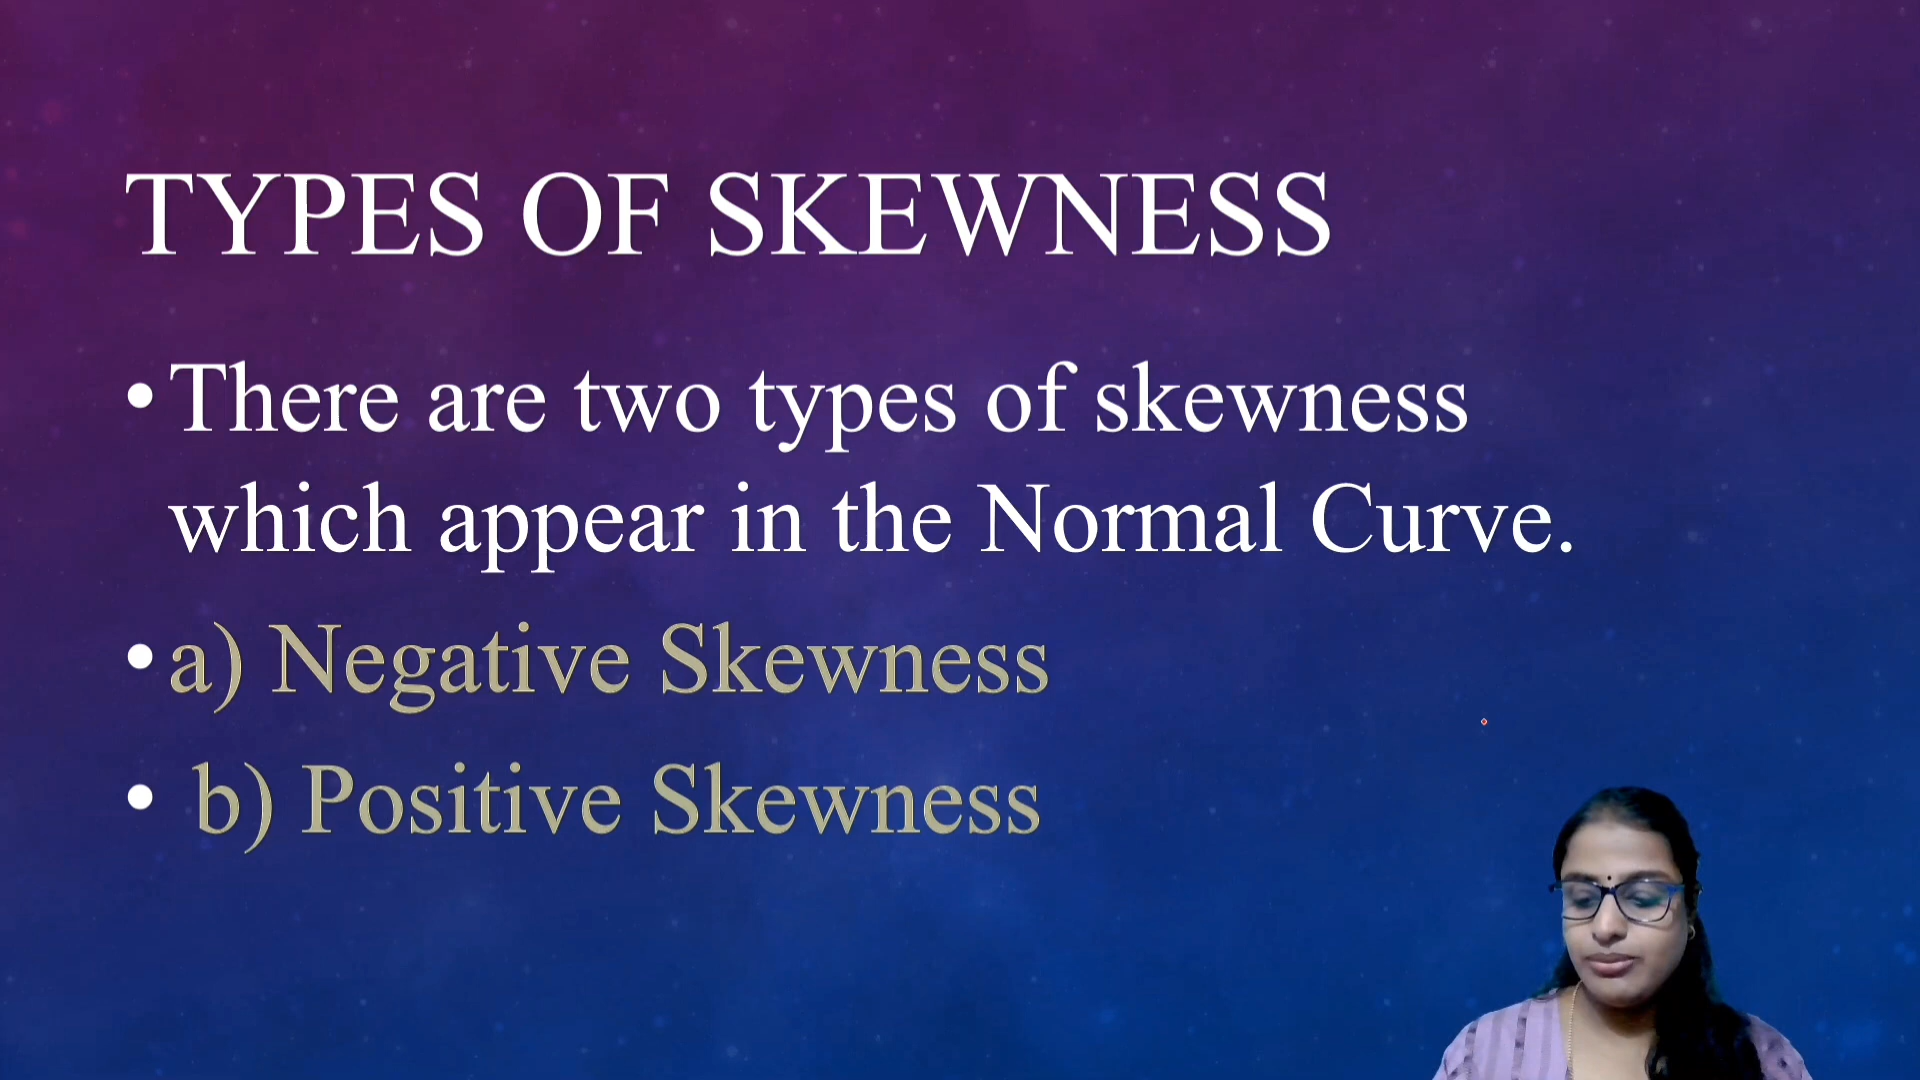 TYPES OF SKEWNESS
• There are two types of skewness
which appear in the Normal Curve.
• a) Negative Skewness
• b) Positive Skewness